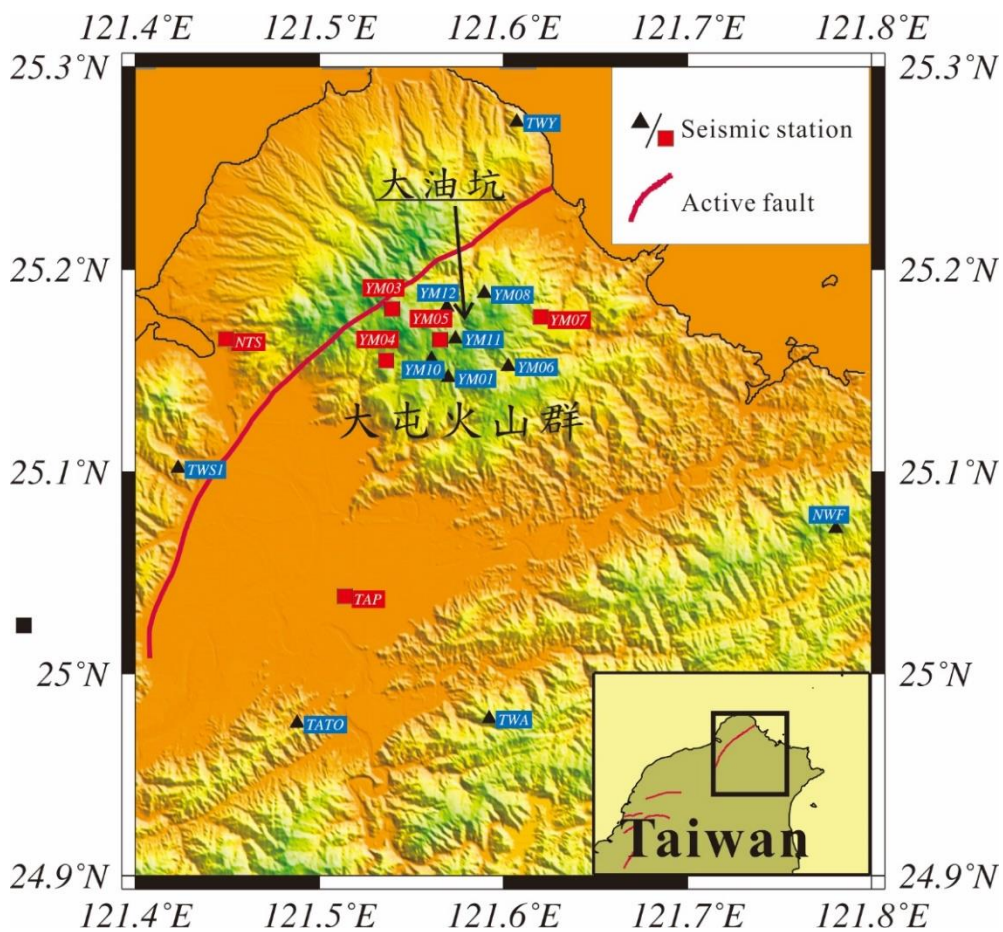 121.4°E 121.5°E 121.6°E 121.7°E 121.8°E
25.3°N 25.3°N
Seismic station
TWY
大油坑
Active fault
25.2°N 25.2°N
YM03
YM12
YM08
YM05
YM07
NTS
YM04
YM11
YM10
YM06
YM01
大屯火山群
25.1°N 25.1°N
TWS1
NWF
TAP
25°N 25°N
TATO
TWA
Taiwan
24.9°N 24.9°N
121.4°E 121.5°E 121.6°E 121.7°E 121.8°E